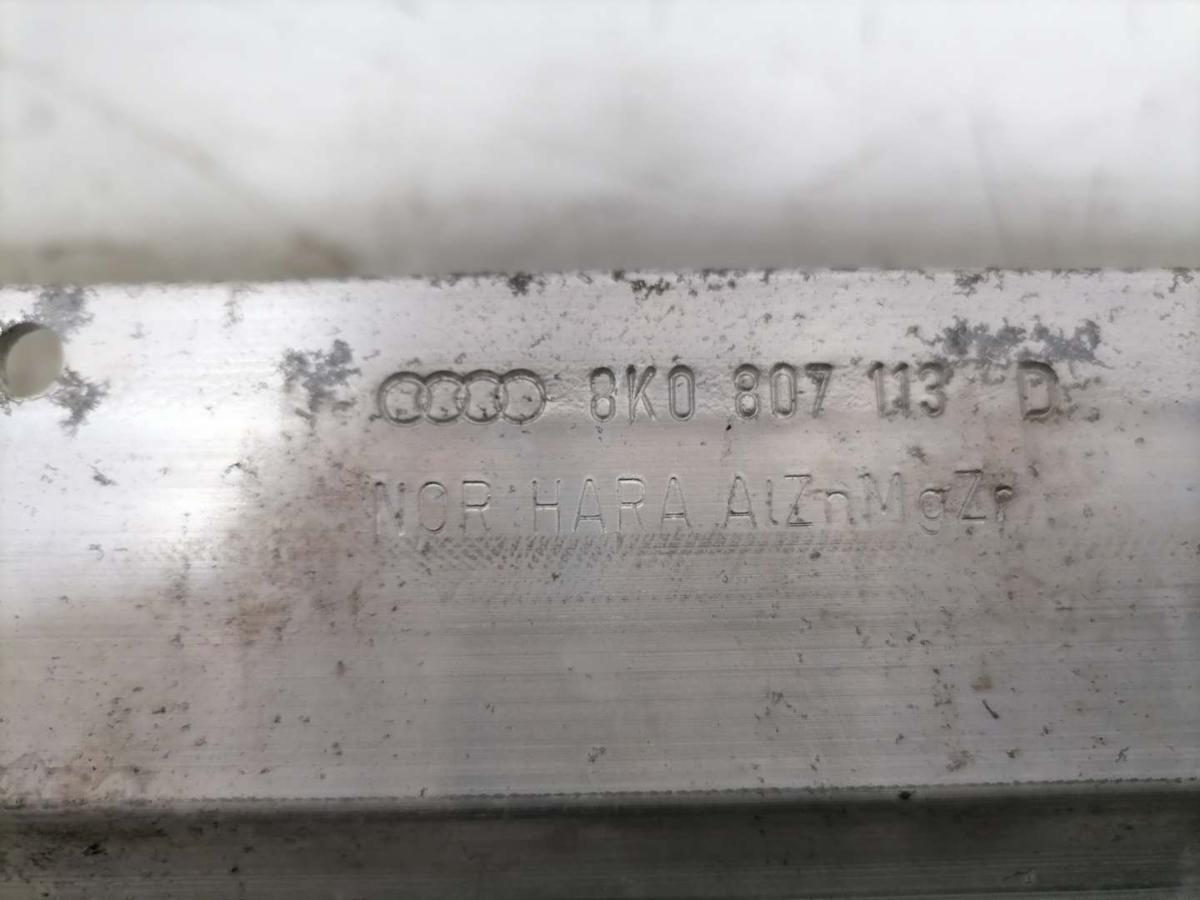 8K0 807 113 D
NOR HARA AlZnMgZr